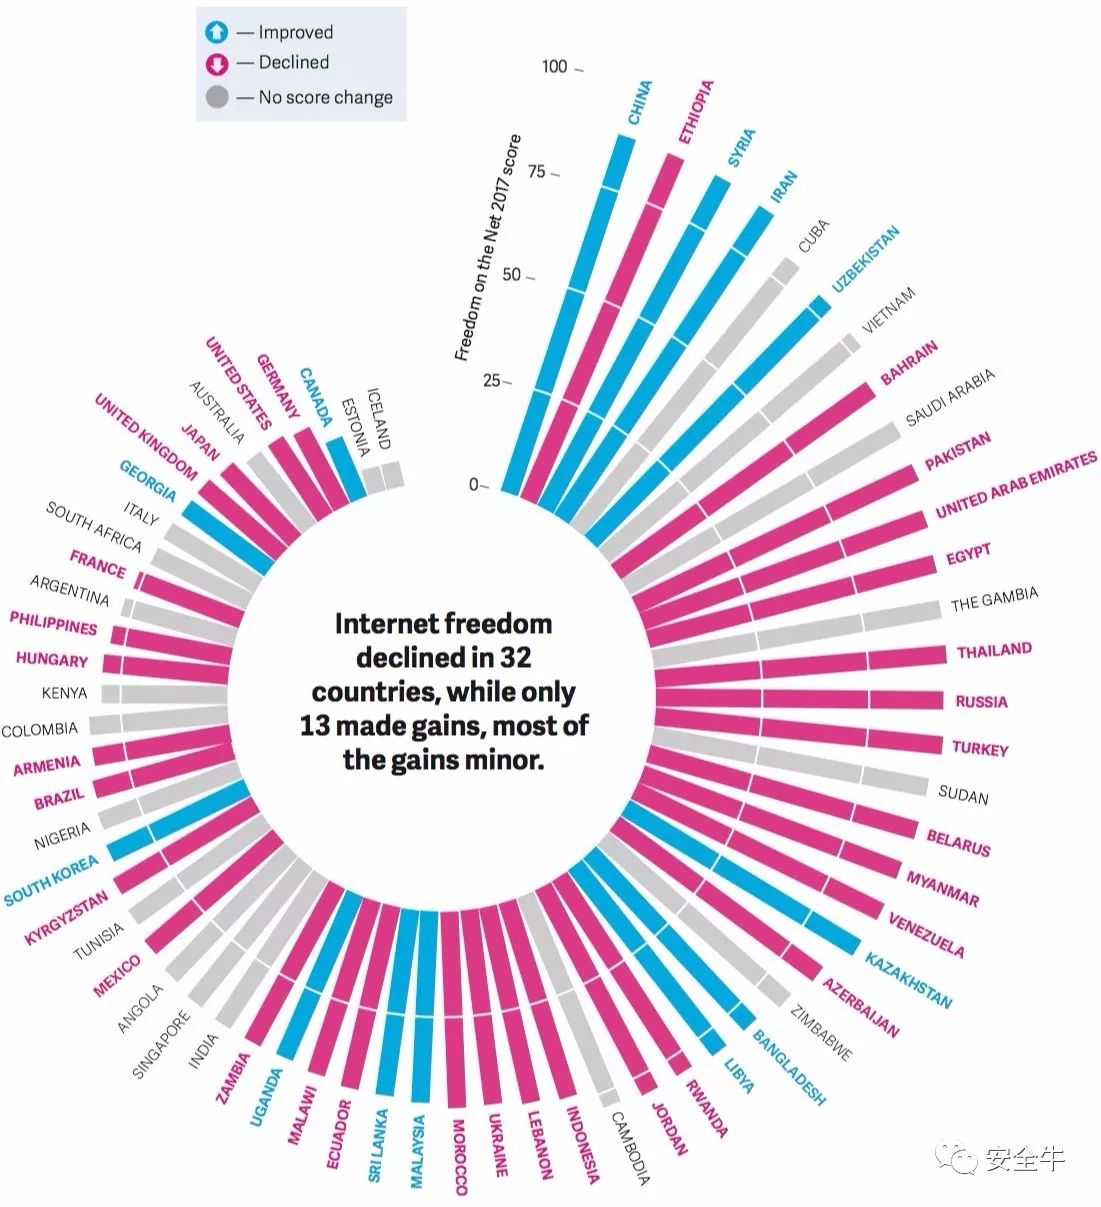 — Improved
— Declined
— No score change
Freedom on the Net 2017 score
100
75
50
25
0
CHINA
ETHIOPIA
SYRIA
IRAN
CUBA
UZBEKISTAN
VIETNAM
BAHRAIN
SAUDI ARABIA
PAKISTAN
UNITED ARAB EMIRATES
EGYPT
THE GAMBIA
THAILAND
RUSSIA
TURKEY
SUDAN
BELARUS
MYANMAR
VENEZUELA
KAZAKHSTAN
AZERBAIJAN
ZIMBABWE
BANGLADESH
LIBYA
RWANDA
JORDAN
CAMBODIA
INDONESIA
LEBANON
UKRAINE
MOROCCO
MALAYSIA
SRI LANKA
ECUADOR
MALAWI
UGANDA
ZAMBIA
INDIA
SINGAPORE
ANGOLA
MEXICO
TUNISIA
KYRGYZSTAN
SOUTH KOREA
NIGERIA
BRAZIL
ARMENIA
COLOMBIA
KENYA
HUNGARY
PHILIPPINES
ARGENTINA
FRANCE
SOUTH AFRICA
ITALY
GEORGIA
UNITED KINGDOM
JAPAN
AUSTRALIA
UNITED STATES
GERMANY
CANADA
ESTONIA
ICELAND
Internet freedom
declined in 32
countries, while only
13 made gains, most of
the gains minor.
安全牛